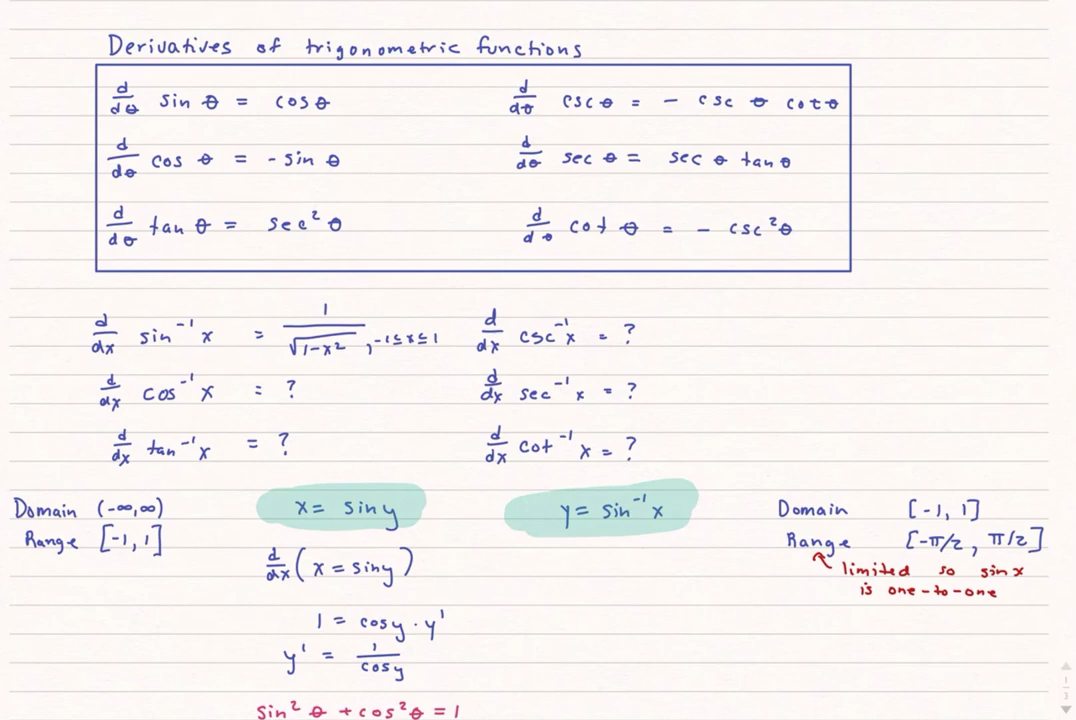 Derivatives of trigonometric functions
d/dθ sin θ = cos θ
d/dθ csc θ = - csc θ cot θ
d/dθ cos θ = - sin θ
d/dθ sec θ = sec θ tan θ
d/dθ tan θ = sec² θ
d/dθ cot θ = - csc² θ
d/dx sin⁻¹ x = 1/√(1-x²) , -1≤x≤1
d/dx csc⁻¹ x = ?
d/dx cos⁻¹ x = ?
d/dx sec⁻¹ x = ?
d/dx tan⁻¹ x = ?
d/dx cot⁻¹ x = ?
Domain (-∞,∞)
Range [-1, 1]
x = sin y
y = sin⁻¹ x
Domain [-1, 1]
Range [-π/2, π/2]
limited so sin x
is one-to-one
d/dx (x = sin y)
1 = cos y · y'
y' = 1/cos y
sin² θ + cos² θ = 1
1/3